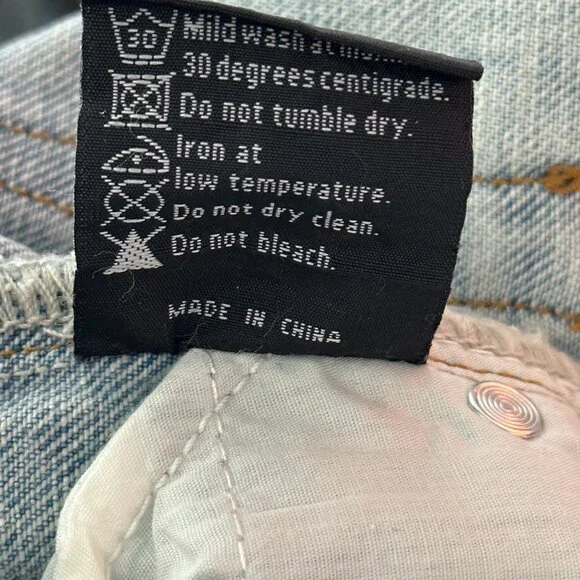 30 Mild wash at
30 degrees centigrade.
Do not tumble dry.
Iron at
low temperature.
Do not dry clean.
Do not bleach.
MADE IN CHINA